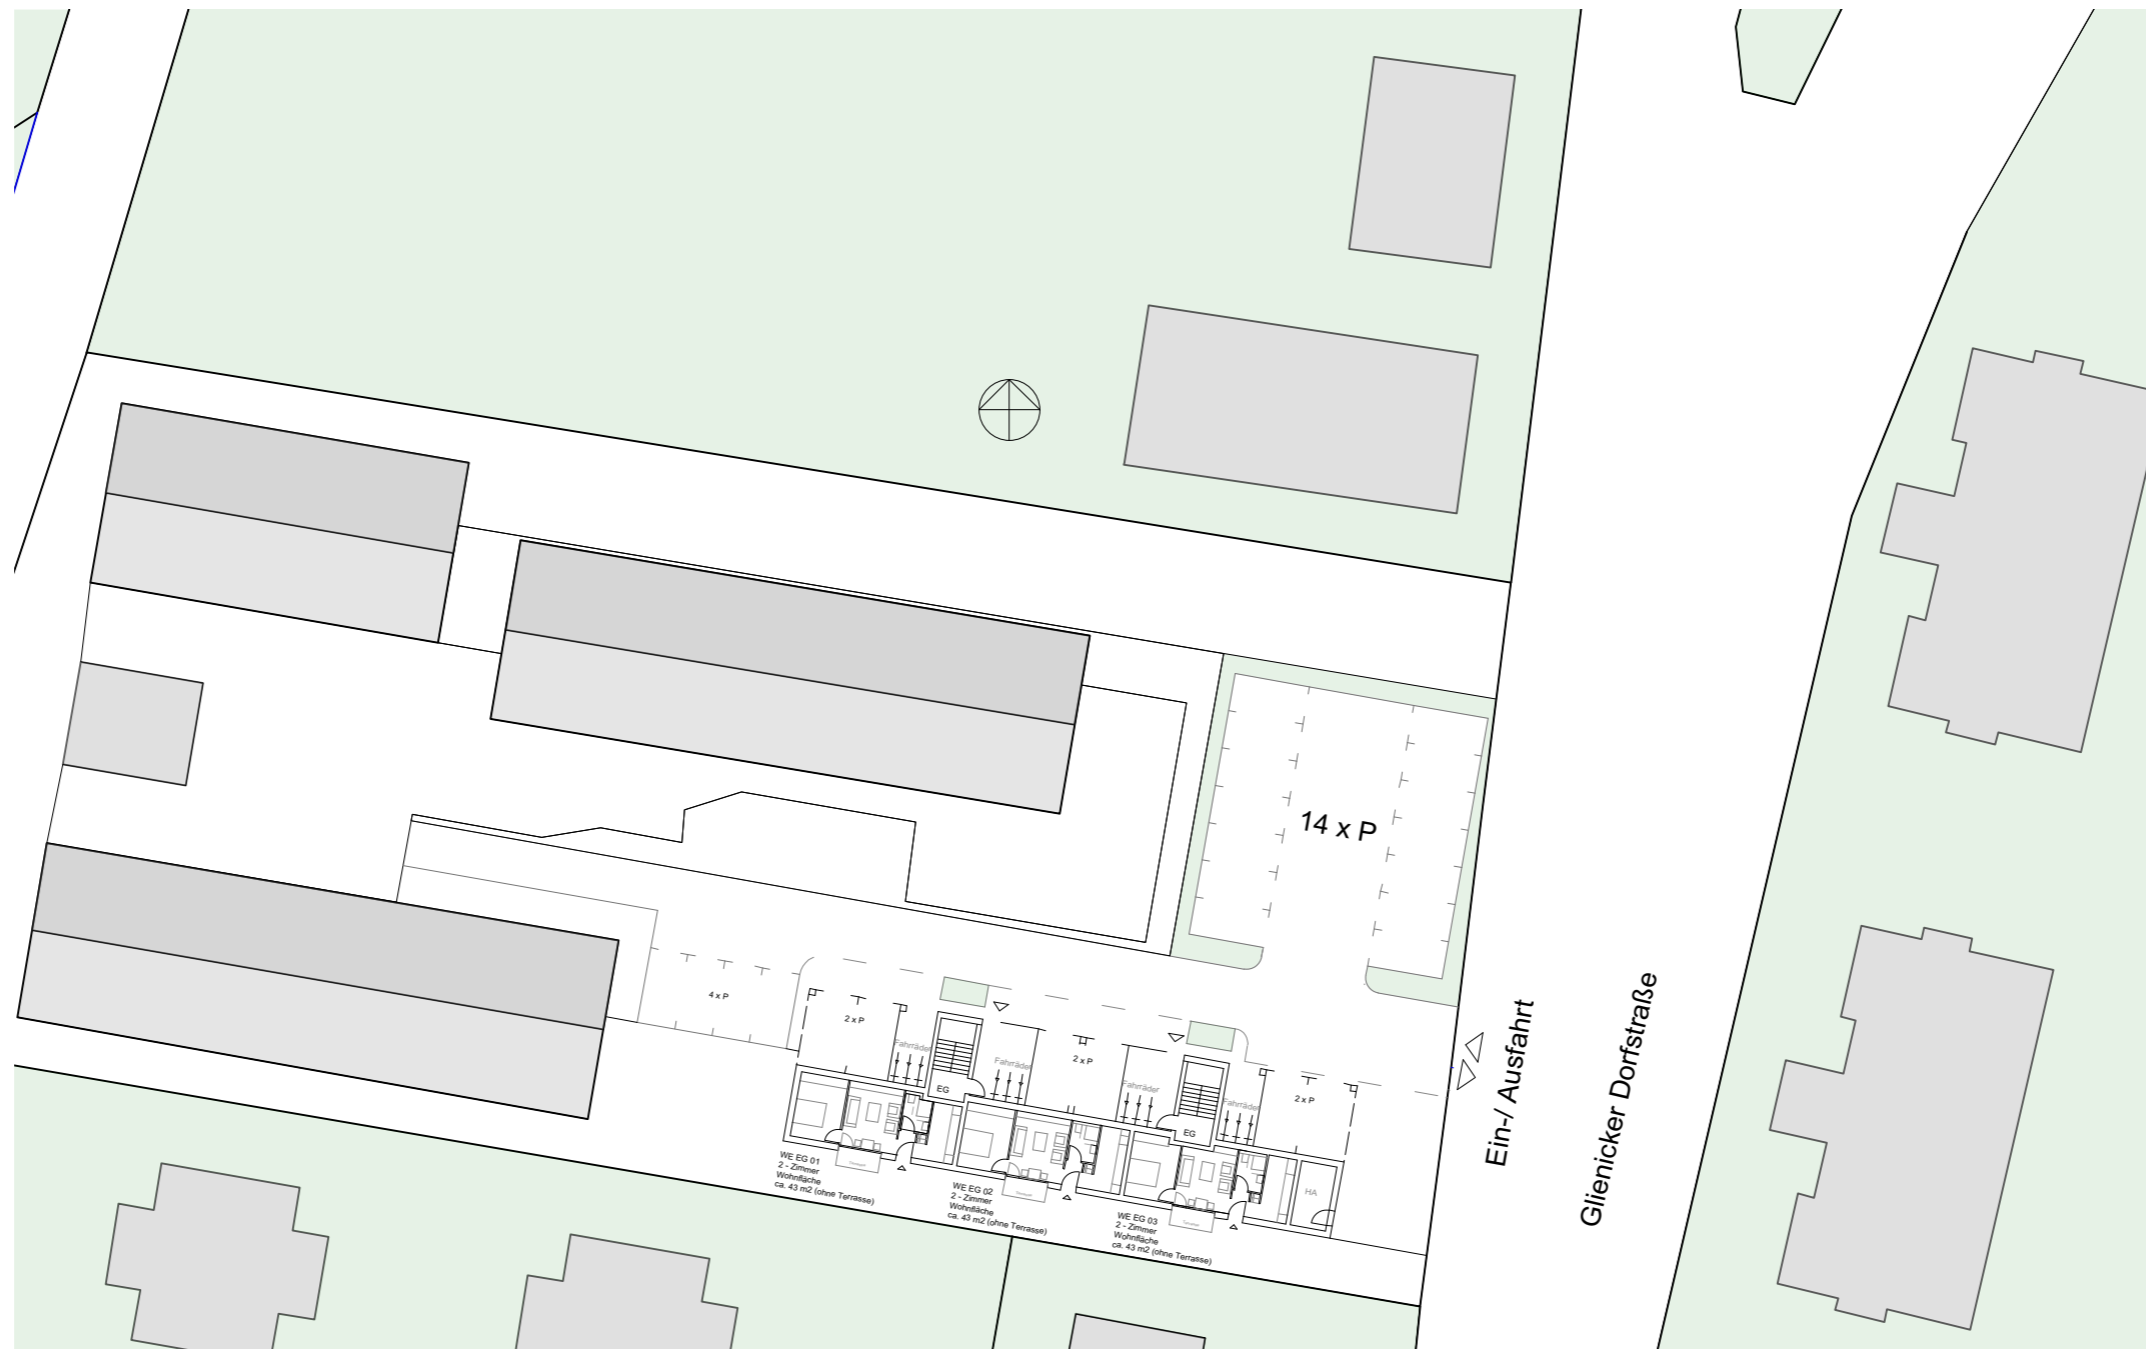 14 x P
4 x P
2 x P
Fahrräder
EG
Fahrräder
2 x P
Fahrräder
EG
Fahrräder
2 x P
HA
WE EG 01
2 - Zimmer
Wohnfläche
ca. 43 m2 (ohne Terrasse)
WE EG 02
2 - Zimmer
Wohnfläche
ca. 43 m2 (ohne Terrasse)
WE EG 03
2 - Zimmer
Wohnfläche
ca. 43 m2 (ohne Terrasse)
Ein-/ Ausfahrt
Glienicker Dorfstraße